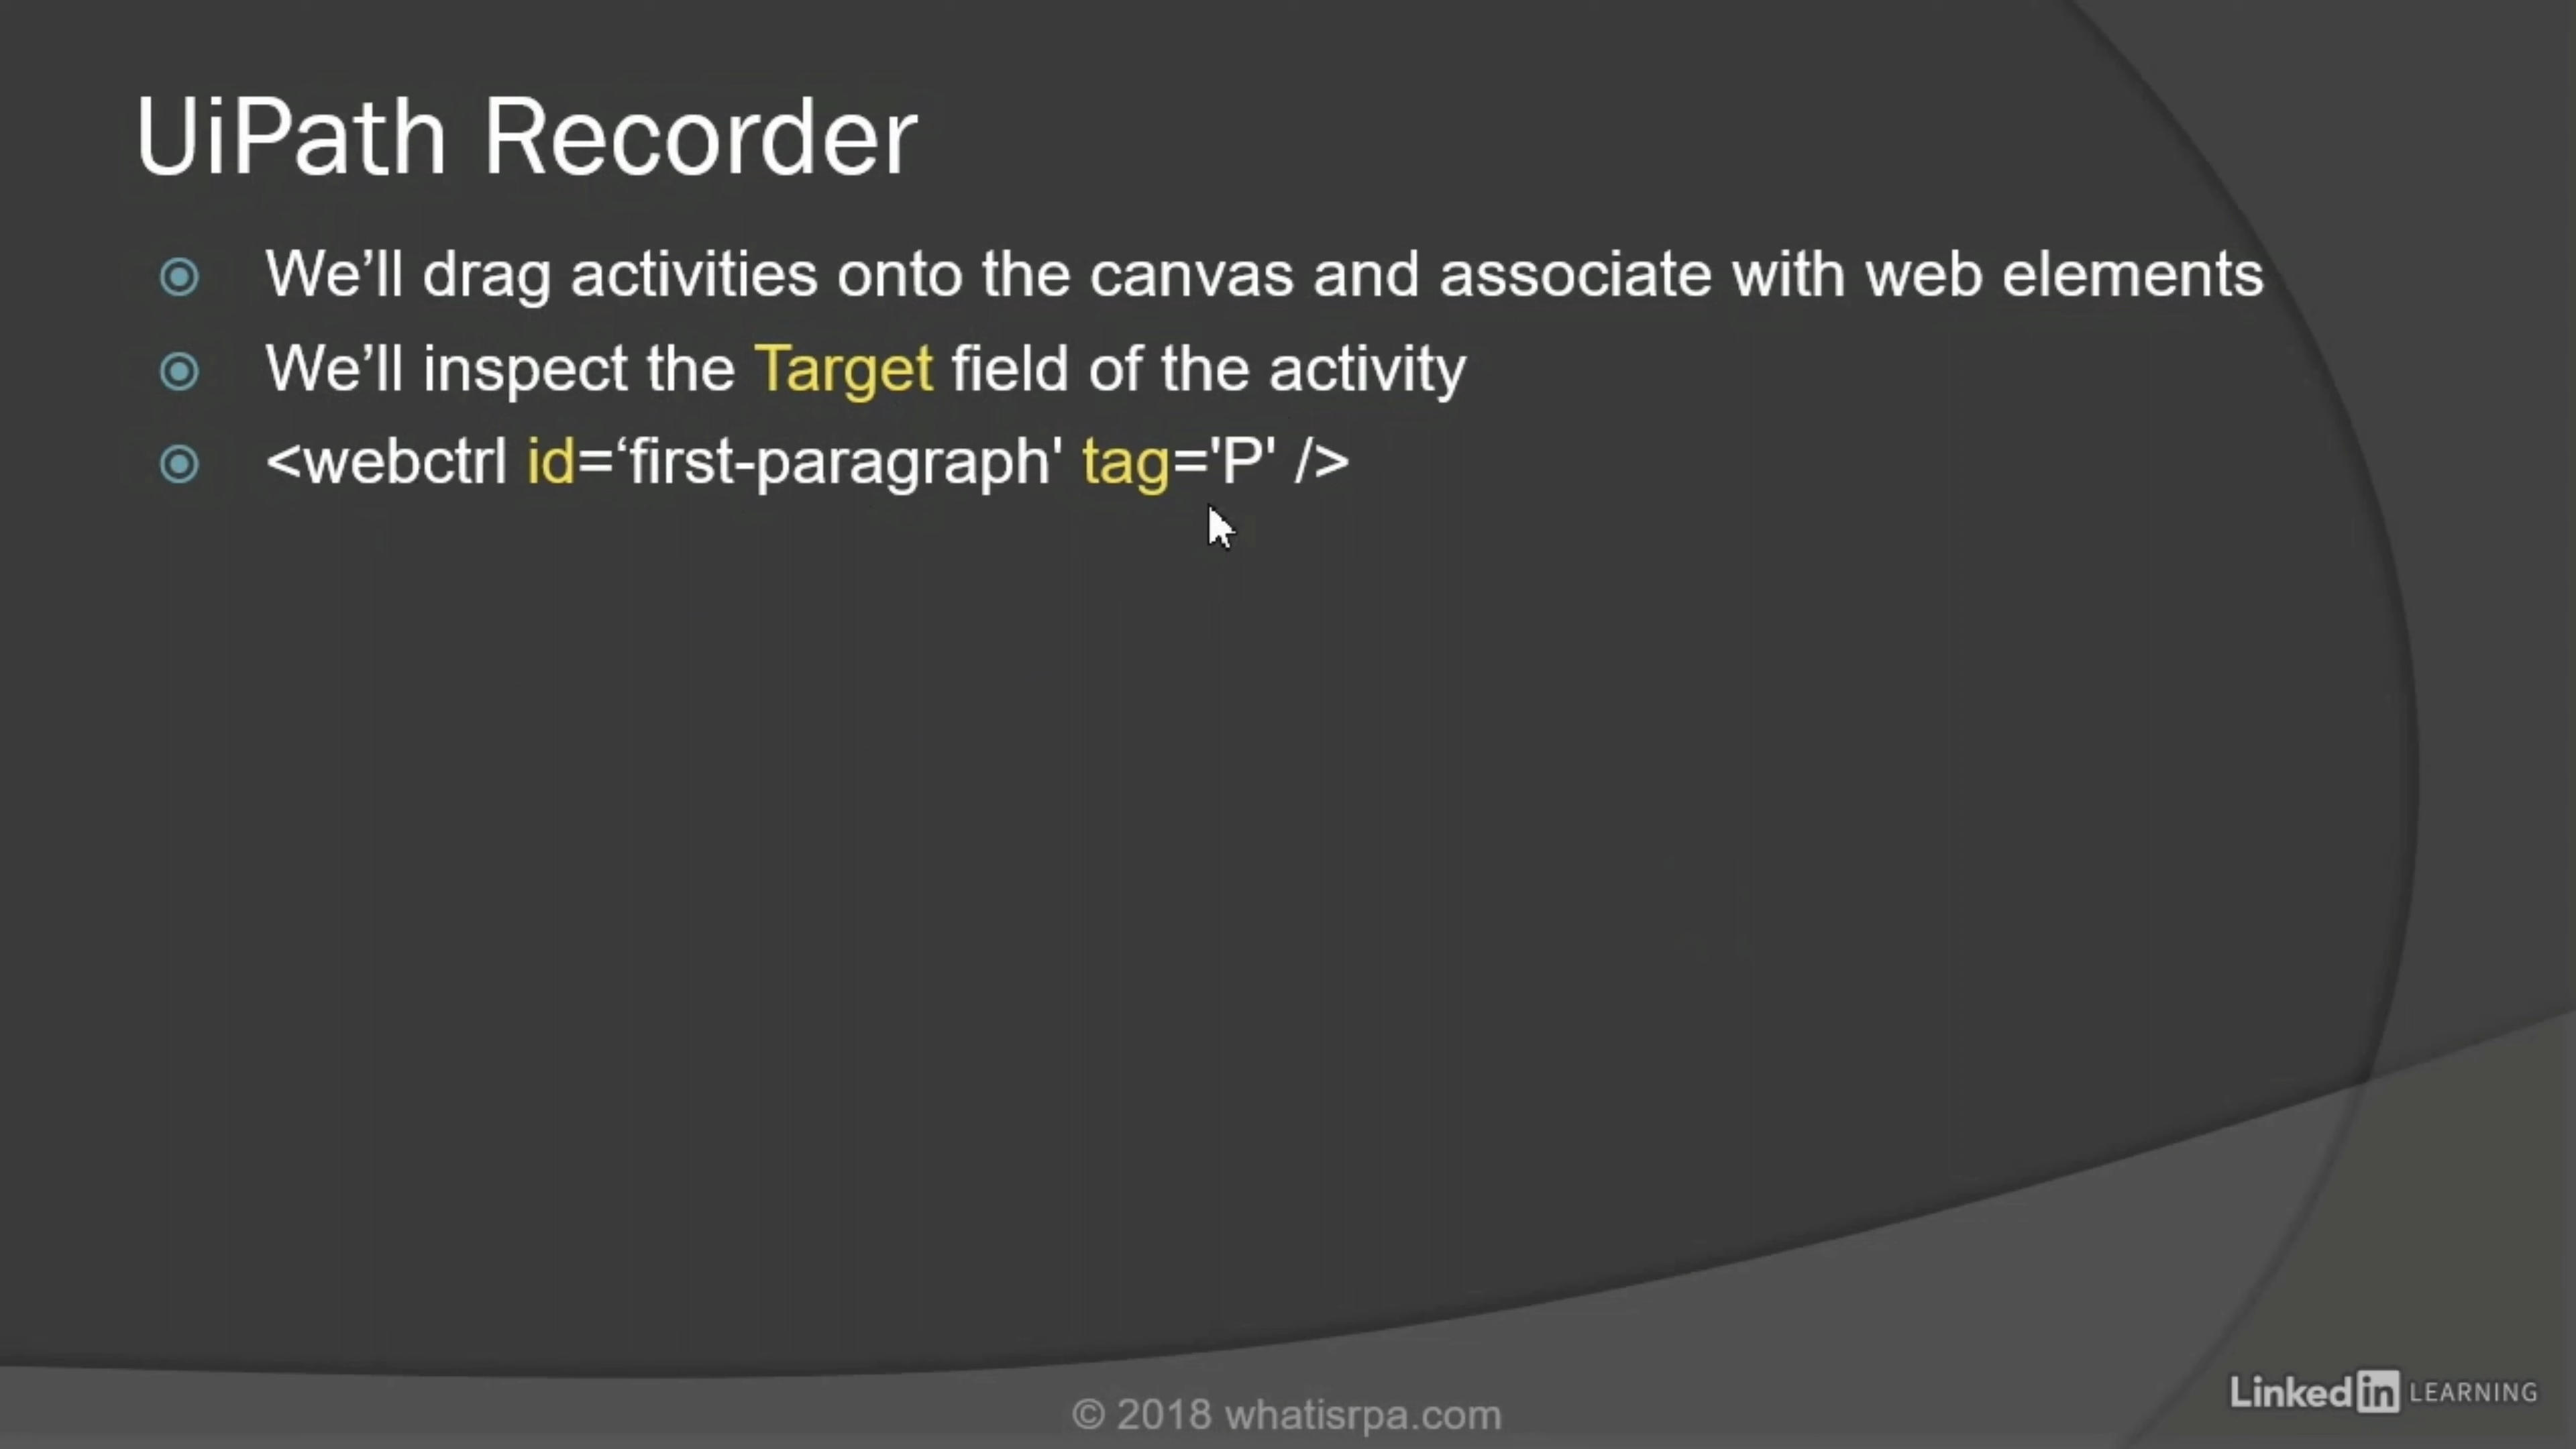 UiPath Recorder
We’ll drag activities onto the canvas and associate with web elements
We’ll inspect the Target field of the activity
<webctrl id=‘first-paragraph' tag='P' />
© 2018 whatisrpa.com
Linked in LEARNING